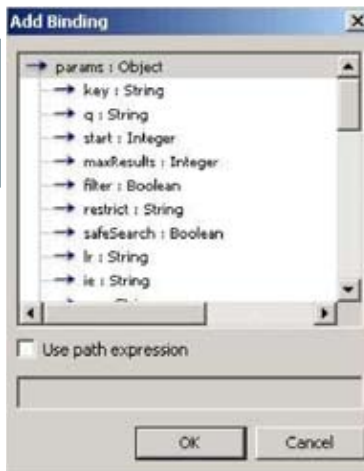 Add Binding
params : Object
key : String
q : String
start : Integer
maxResults : Integer
filter : Boolean
restrict : String
safeSearch : Boolean
lr : String
ie : String
Use path expression
OK
Cancel